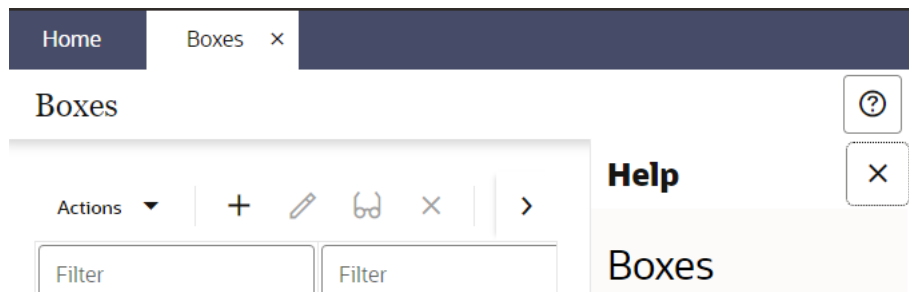 Home Boxes
Boxes
Help
Actions
Filter Filter
Boxes